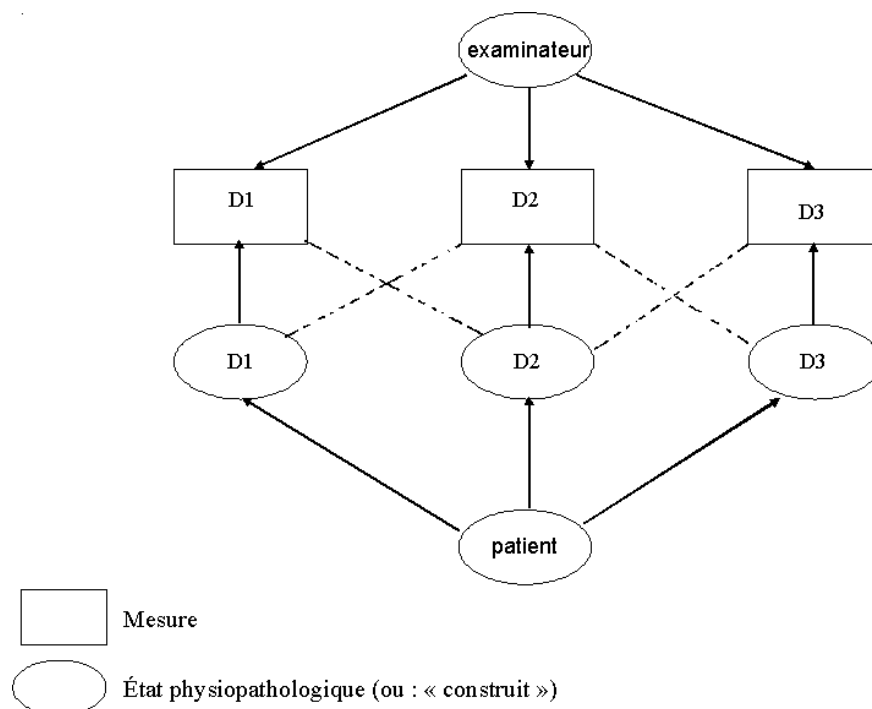 examinateur
D1 D2 D3
D1 D2 D3
patient
Mesure
État physiopathologique (ou : « construit »)